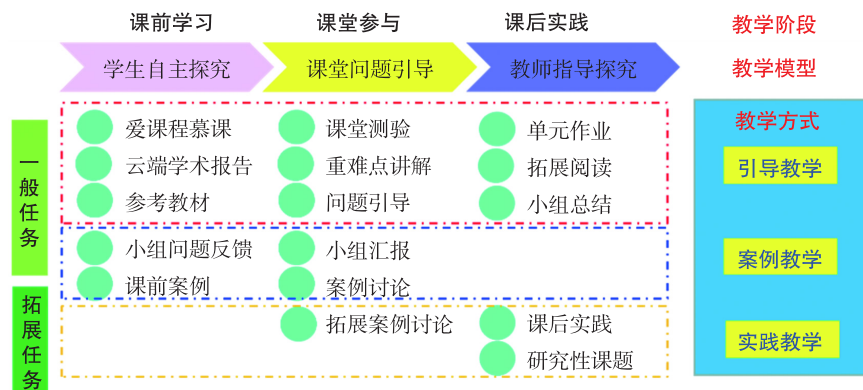 课前学习 课堂参与 课后实践 教学阶段
学生自主探究 课堂问题引导 教师指导探究 教学模型
教学方式
一般任务
爱课程慕课 课堂测验 单元作业
云端学术报告 重难点讲解 拓展阅读 引导教学
参考教材 问题引导 小组总结
小组问题反馈 小组汇报 案例教学
课前案例 案例讨论
拓展任务
拓展案例讨论 课后实践 实践教学
研究性课题